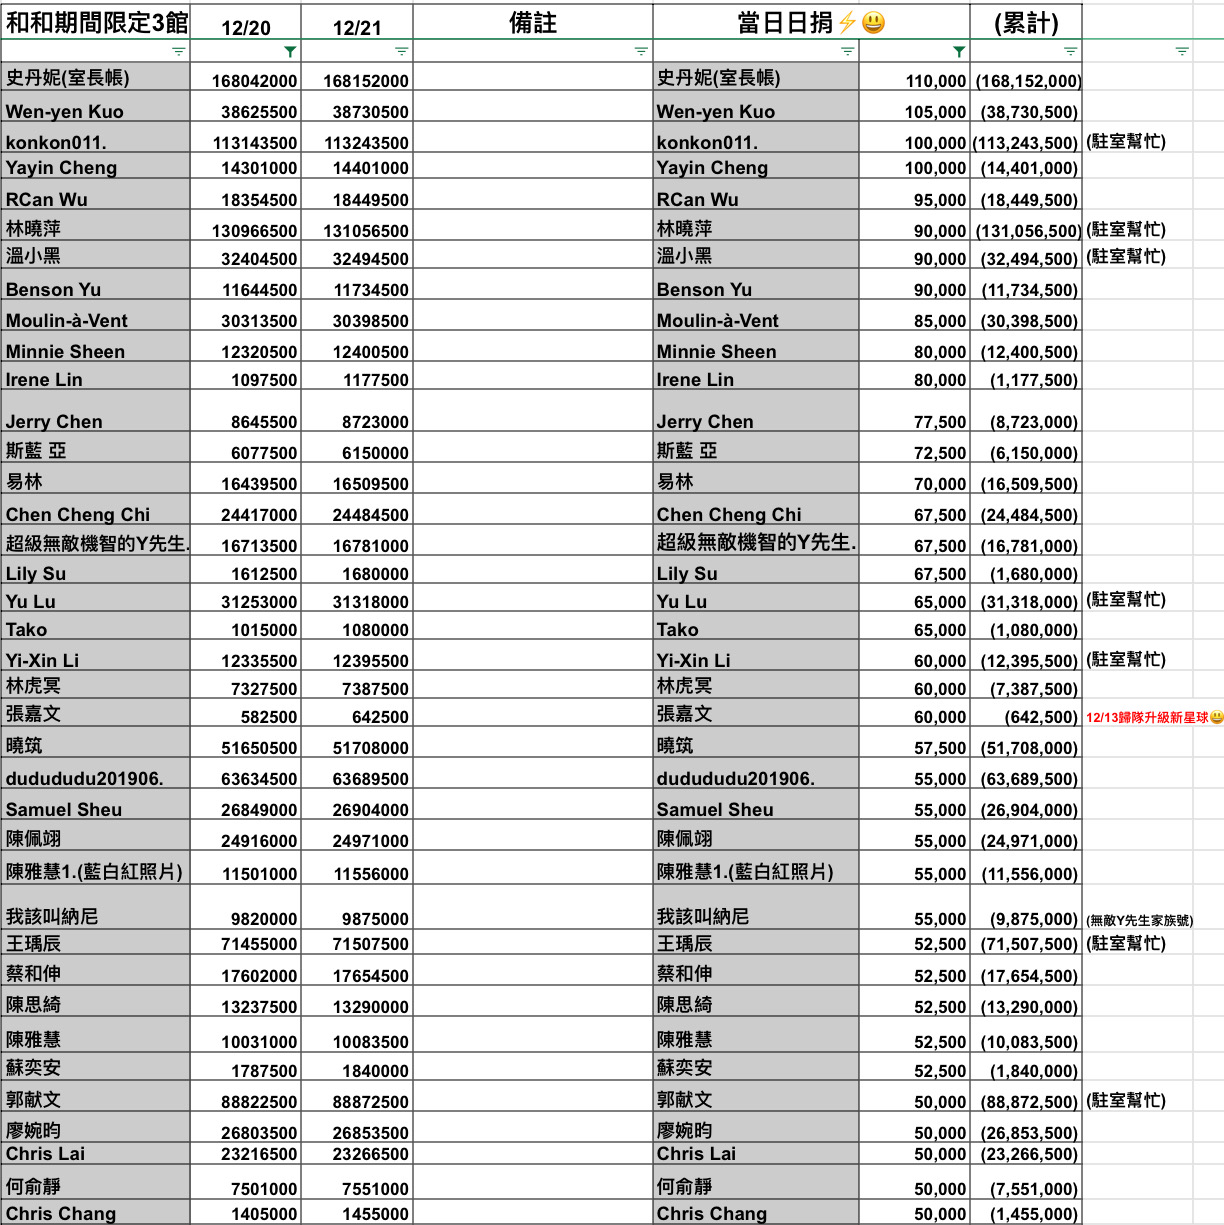 和和期間限定3館 12/20 12/21 備註 當日日捐⚡😃 (累計)
史丹妮(室長帳) 168042000 168152000 史丹妮(室長帳) 110,000 (168,152,000)
Wen-yen Kuo 38625500 38730500 Wen-yen Kuo 105,000 (38,730,500)
konkon011. 113143500 113243500 konkon011. 100,000 (113,243,500) (駐室幫忙)
Yayin Cheng 14301000 14401000 Yayin Cheng 100,000 (14,401,000)
RCan Wu 18354500 18449500 RCan Wu 95,000 (18,449,500)
林曉萍 130966500 131056500 林曉萍 90,000 (131,056,500) (駐室幫忙)
溫小黑 32404500 32494500 溫小黑 90,000 (32,494,500) (駐室幫忙)
Benson Yu 11644500 11734500 Benson Yu 90,000 (11,734,500)
Moulin-à-Vent 30313500 30398500 Moulin-à-Vent 85,000 (30,398,500)
Minnie Sheen 12320500 12400500 Minnie Sheen 80,000 (12,400,500)
Irene Lin 1097500 1177500 Irene Lin 80,000 (1,177,500)
Jerry Chen 8645500 8723000 Jerry Chen 77,500 (8,723,000)
斯藍 亞 6077500 6150000 斯藍 亞 72,500 (6,150,000)
易林 16439500 16509500 易林 70,000 (16,509,500)
Chen Cheng Chi 24417000 24484500 Chen Cheng Chi 67,500 (24,484,500)
超級無敵機智的Y先生. 16713500 16781000 超級無敵機智的Y先生. 67,500 (16,781,000)
Lily Su 1612500 1680000 Lily Su 67,500 (1,680,000)
Yu Lu 31253000 31318000 Yu Lu 65,000 (31,318,000) (駐室幫忙)
Tako 1015000 1080000 Tako 65,000 (1,080,000)
Yi-Xin Li 12335500 12395500 Yi-Xin Li 60,000 (12,395,500) (駐室幫忙)
林虎冥 7327500 7387500 林虎冥 60,000 (7,387,500)
張嘉文 582500 642500 張嘉文 60,000 (642,500) 12/13歸隊升級新星球😃
曉筑 51650500 51708000 曉筑 57,500 (51,708,000)
dudududu201906. 63634500 63689500 dudududu201906. 55,000 (63,689,500)
Samuel Sheu 26849000 26904000 Samuel Sheu 55,000 (26,904,000)
陳佩翊 24916000 24971000 陳佩翊 55,000 (24,971,000)
陳雅慧1.(藍白紅照片) 11501000 11556000 陳雅慧1.(藍白紅照片) 55,000 (11,556,000)
我該叫納尼 9820000 9875000 我該叫納尼 55,000 (9,875,000) (無敵Y先生家族號)
王瑀辰 71455000 71507500 王瑀辰 52,500 (71,507,500) (駐室幫忙)
蔡和伸 17602000 17654500 蔡和伸 52,500 (17,654,500)
陳思綺 13237500 13290000 陳思綺 52,500 (13,290,000)
陳雅慧 10031000 10083500 陳雅慧 52,500 (10,083,500)
蘇奕安 1787500 1840000 蘇奕安 52,500 (1,840,000)
郭献文 88822500 88872500 郭献文 50,000 (88,872,500) (駐室幫忙)
廖婉昀 26803500 26853500 廖婉昀 50,000 (26,853,500)
Chris Lai 23216500 23266500 Chris Lai 50,000 (23,266,500)
何俞靜 7501000 7551000 何俞靜 50,000 (7,551,000)
Chris Chang 1405000 1455000 Chris Chang 50,000 (1,455,000)